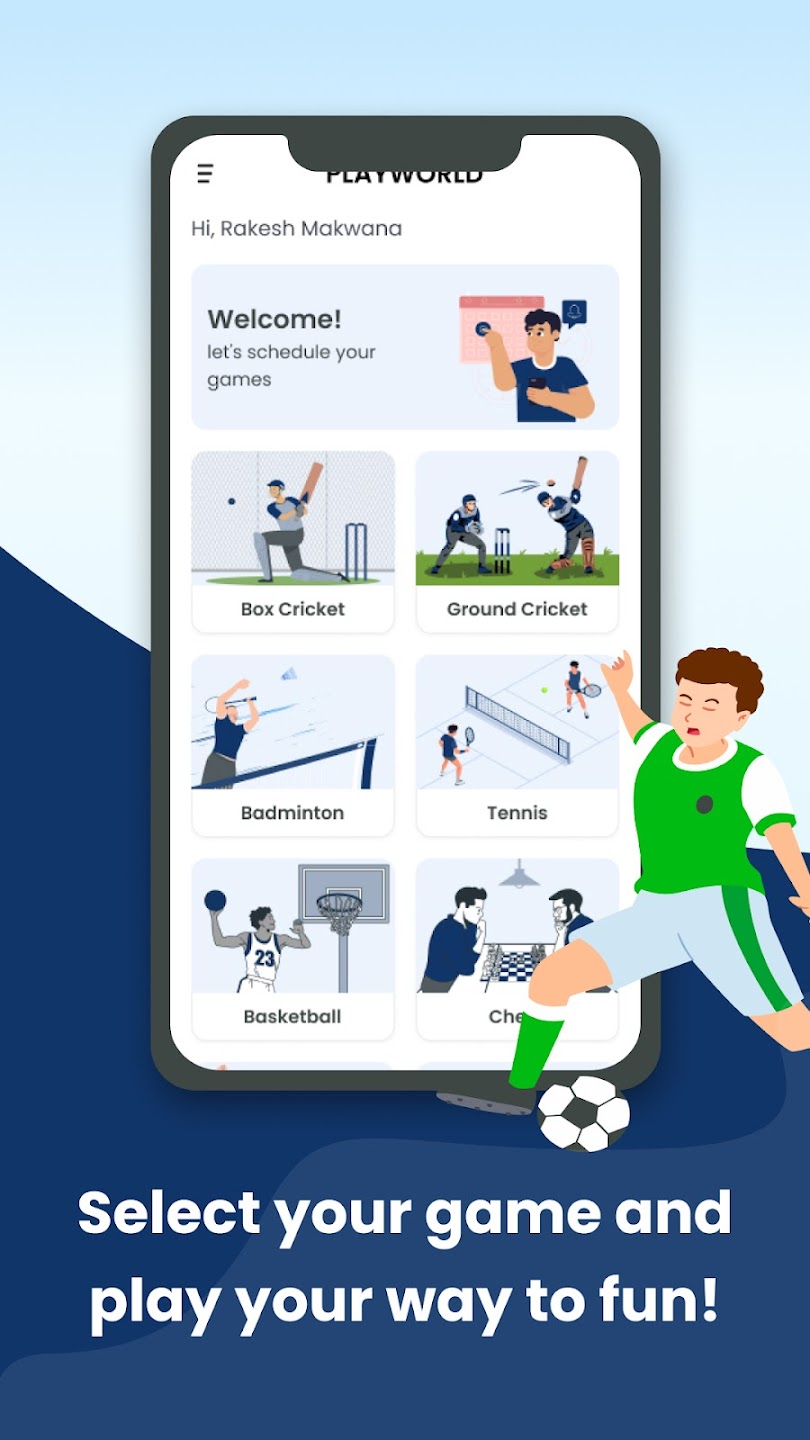 PLAYWORLD
Hi, Rakesh Makwana
Welcome!
let's schedule your
games
Box Cricket
Ground Cricket
Badminton
Tennis
23
Basketball
Che
Select your game and
play your way to fun!